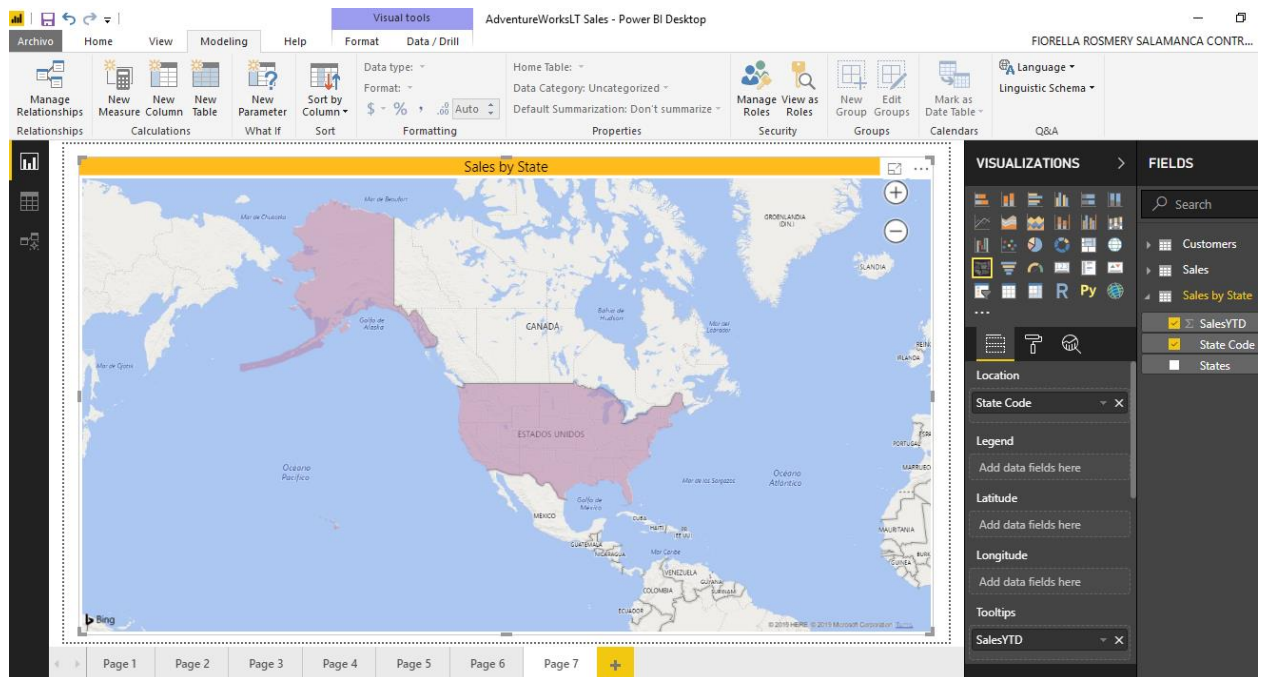 Visual tools
AdventureWorksLT Sales - Power BI Desktop
Archivo Home View Modeling Help Format Data / Drill
FIORELLA ROSMERY SALAMANCA CONTR...
Manage Relationships
New Measure
New Column
New Table
New Parameter
Sort by Column
Data type:
Format:
$ - % , .00 Auto
Home Table:
Data Category: Uncategorized
Default Summarization: Don't summarize
Manage Roles
View as Roles
New Group
Edit Groups
Mark as Date Table
Language
Linguistic Schema
Relationships Calculations What If Sort Formatting Properties Security Groups Calendars Q&A
Sales by State
Mar de Beaufort
Mar de Chukotka
GROENLANDIA
(DIN.)
ISLANDIA
Golfo de
Alaska
CANADÁ
Bahía de
Hudson
Mar del
Labrador
REIN
IRLANDA
Mar de Ojotsk
ESTADOS UNIDOS
PORTUGAL
ESPA
Océano
Pacífico
Mar de los Sargazos
Océano
Atlántico
MARRUECO
Golfo de
México
MÉXICO
CUBA
HAITÍ
MAURITANIA
GUATEMALA
NICARAGUA
Mar Caribe
GUINEA
VENEZUELA
GUYANA
SURINAM
COLOMBIA
ECUADOR
Bing
© 2019 HERE, © 2019 Microsoft Corporation Terms
VISUALIZATIONS
R Py
Location
State Code
Legend
Add data fields here
Latitude
Add data fields here
Longitude
Add data fields here
Tooltips
SalesYTD
FIELDS
Search
Customers
Sales
Sales by State
Σ SalesYTD
State Code
States
Page 1 Page 2 Page 3 Page 4 Page 5 Page 6 Page 7 +